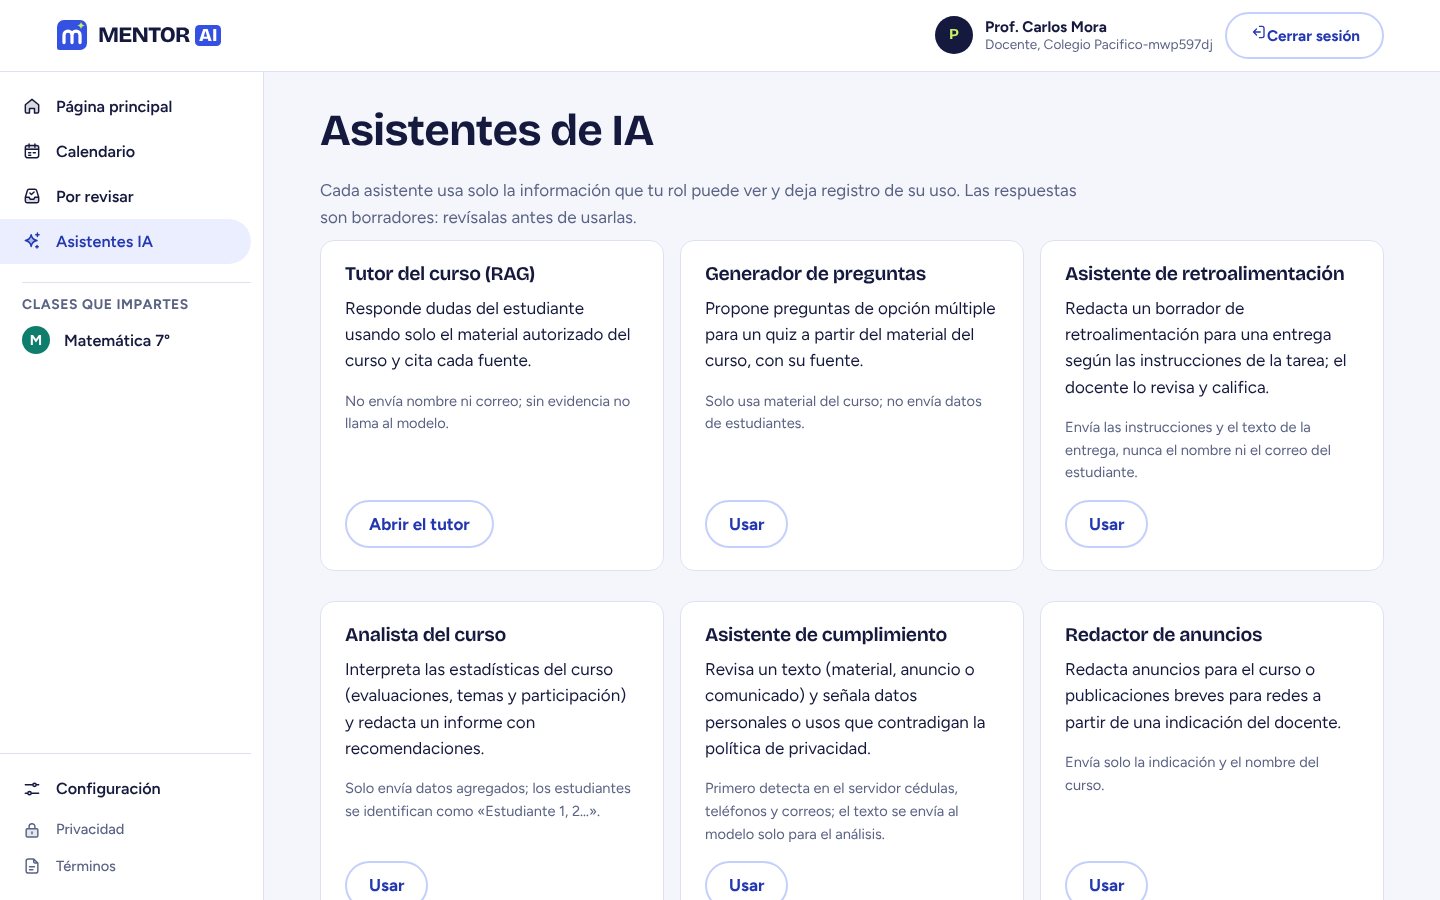 MENTOR AI
P
Prof. Carlos Mora
Docente, Colegio Pacifico-mwp597dj
Cerrar sesión
Página principal
Calendario
Por revisar
Asistentes IA
CLASES QUE IMPARTES
M
Matemática 7°
Configuración
Privacidad
Términos
Asistentes de IA
Cada asistente usa solo la información que tu rol puede ver y deja registro de su uso. Las respuestas
son borradores: revísalas antes de usarlas.
Tutor del curso (RAG)
Responde dudas del estudiante
usando solo el material autorizado del
curso y cita cada fuente.
No envía nombre ni correo; sin evidencia no
llama al modelo.
Abrir el tutor
Generador de preguntas
Propone preguntas de opción múltiple
para un quiz a partir del material del
curso, con su fuente.
Solo usa material del curso; no envía datos
de estudiantes.
Usar
Asistente de retroalimentación
Redacta un borrador de
retroalimentación para una entrega
según las instrucciones de la tarea; el
docente lo revisa y califica.
Envía las instrucciones y el texto de la
entrega, nunca el nombre ni el correo del
estudiante.
Usar
Analista del curso
Interpreta las estadísticas del curso
(evaluaciones, temas y participación)
y redacta un informe con
recomendaciones.
Solo envía datos agregados; los estudiantes
se identifican como «Estudiante 1, 2…».
Usar
Asistente de cumplimiento
Revisa un texto (material, anuncio o
comunicado) y señala datos
personales o usos que contradigan la
política de privacidad.
Primero detecta en el servidor cédulas,
teléfonos y correos; el texto se envía al
modelo solo para el análisis.
Usar
Redactor de anuncios
Redacta anuncios para el curso o
publicaciones breves para redes a
partir de una indicación del docente.
Envía solo la indicación y el nombre del
curso.
Usar